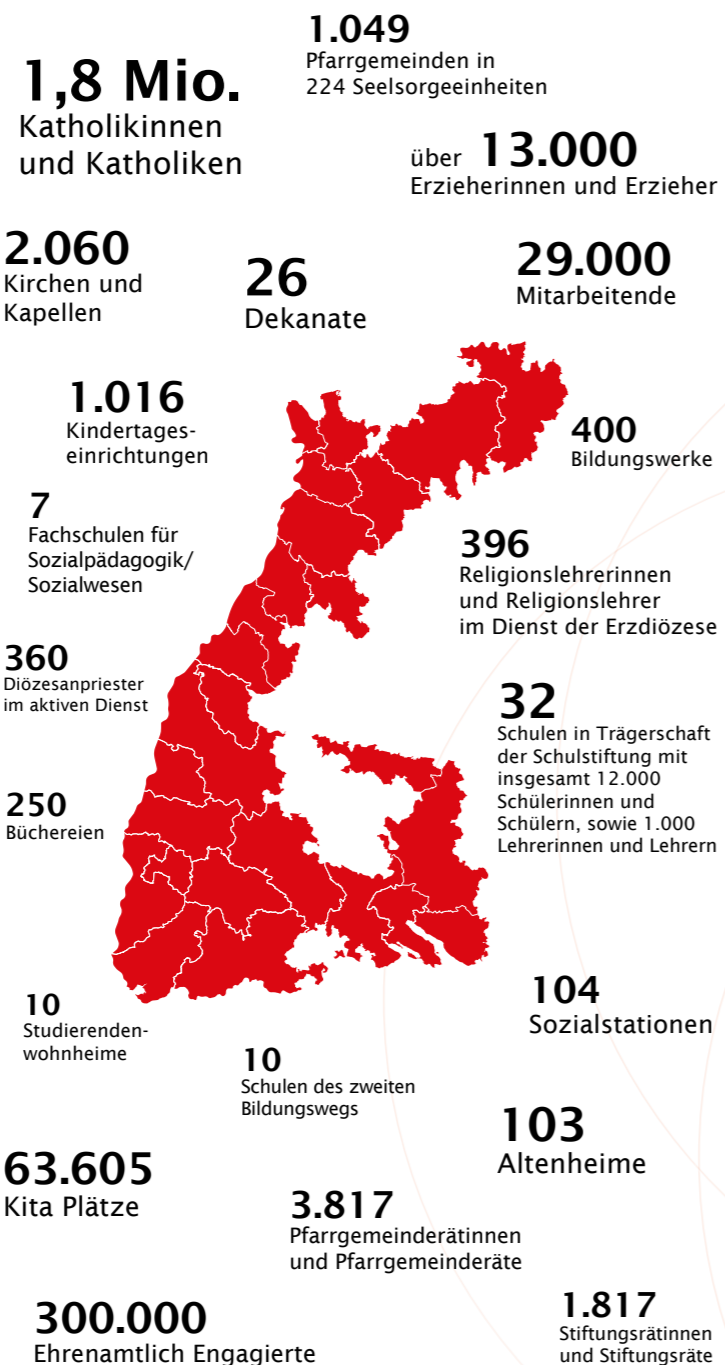 1.049
Pfarrgemeinden in
224 Seelsorgeeinheiten
1,8 Mio.
Katholikinnen
und Katholiken
über 13.000
Erzieherinnen und Erzieher
2.060
Kirchen und
Kapellen
26
Dekanate
29.000
Mitarbeitende
1.016
Kindertages-
einrichtungen
400
Bildungswerke
7
Fachschulen für
Sozialpädagogik/
Sozialwesen
396
Religionslehrerinnen
und Religionslehrer
im Dienst der Erzdiözese
360
Diözesanpriester
im aktiven Dienst
32
Schulen in Trägerschaft
der Schulstiftung mit
insgesamt 12.000
Schülerinnen und
Schülern, sowie 1.000
Lehrerinnen und Lehrern
250
Büchereien
10
Studierenden-
wohnheime
104
Sozialstationen
10
Schulen des zweiten
Bildungswegs
103
Altenheime
63.605
Kita Plätze
3.817
Pfarrgemeinderätinnen
und Pfarrgemeinderäte
300.000
Ehrenamtlich Engagierte
1.817
Stiftungsrätinnen
und Stiftungsräte